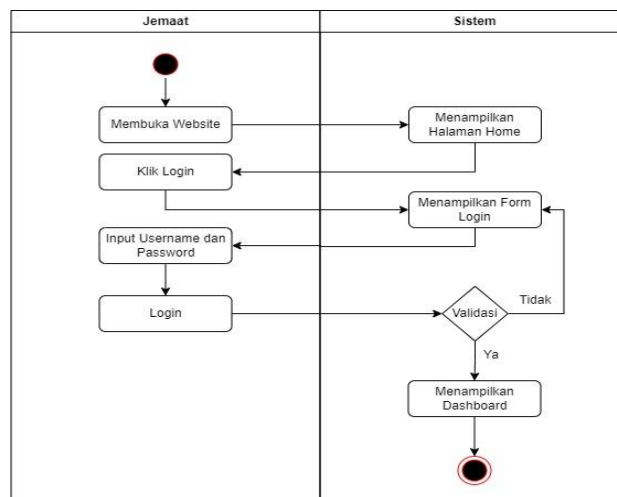 Jemaat
Sistem
Membuka Website
Menampilkan
Halaman Home
Klik Login
Menampilkan Form
Login
Input Username dan
Password
Login
Validasi
Tidak
Ya
Menampilkan
Dashboard